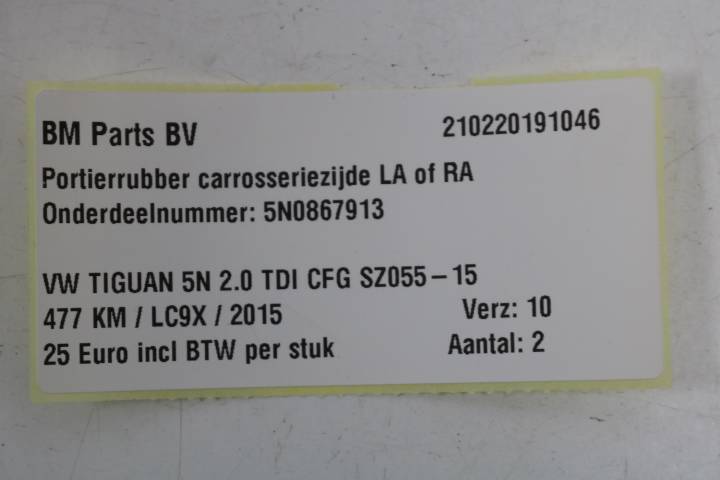 BM Parts BV 210220191046
Portierrubber carrosseriezijde LA of RA
Onderdeelnummer: 5N0867913
VW TIGUAN 5N 2.0 TDI CFG SZ055-15
477 KM / LC9X / 2015 Verz: 10
25 Euro incl BTW per stuk Aantal: 2